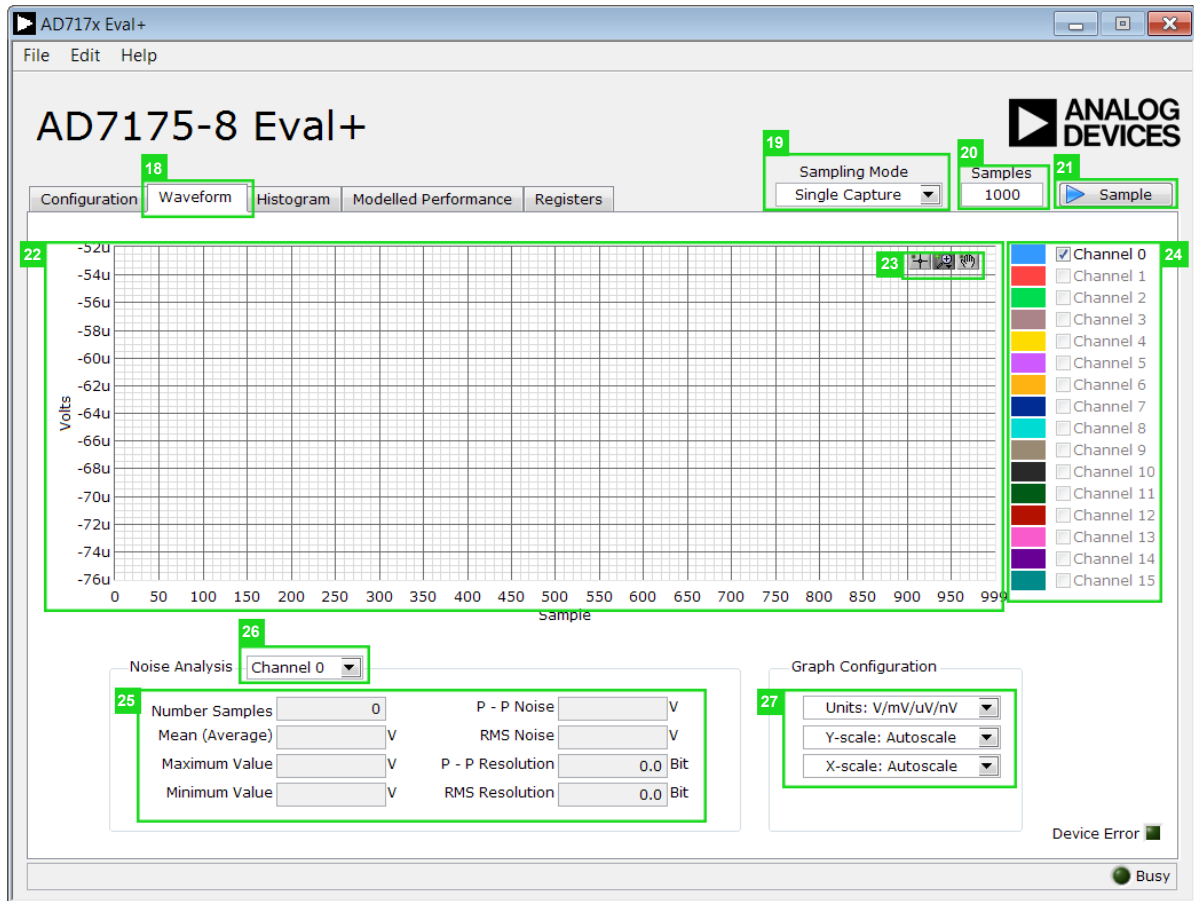 AD717x Eval+
File Edit Help
AD7175-8 Eval+
ANALOG
DEVICES
19
20
21
18
Sampling Mode
Samples
Single Capture
1000
Sample
Configuration
Waveform
Histogram
Modelled Performance
Registers
22
23
24
-52u
-54u
-56u
-58u
-60u
-62u
-64u
-66u
-68u
-70u
-72u
-74u
-76u
Volts
0 50 100 150 200 250 300 350 400 450 500 550 600 650 700 750 800 850 900 950 999
Sample
Channel 0
Channel 1
Channel 2
Channel 3
Channel 4
Channel 5
Channel 6
Channel 7
Channel 8
Channel 9
Channel 10
Channel 11
Channel 12
Channel 13
Channel 14
Channel 15
26
Noise Analysis
Channel 0
25
Number Samples 0
Mean (Average) V
Maximum Value V
Minimum Value V
P - P Noise V
RMS Noise V
P - P Resolution 0.0 Bit
RMS Resolution 0.0 Bit
Graph Configuration
27
Units: V/mV/uV/nV
Y-scale: Autoscale
X-scale: Autoscale
Device Error
Busy